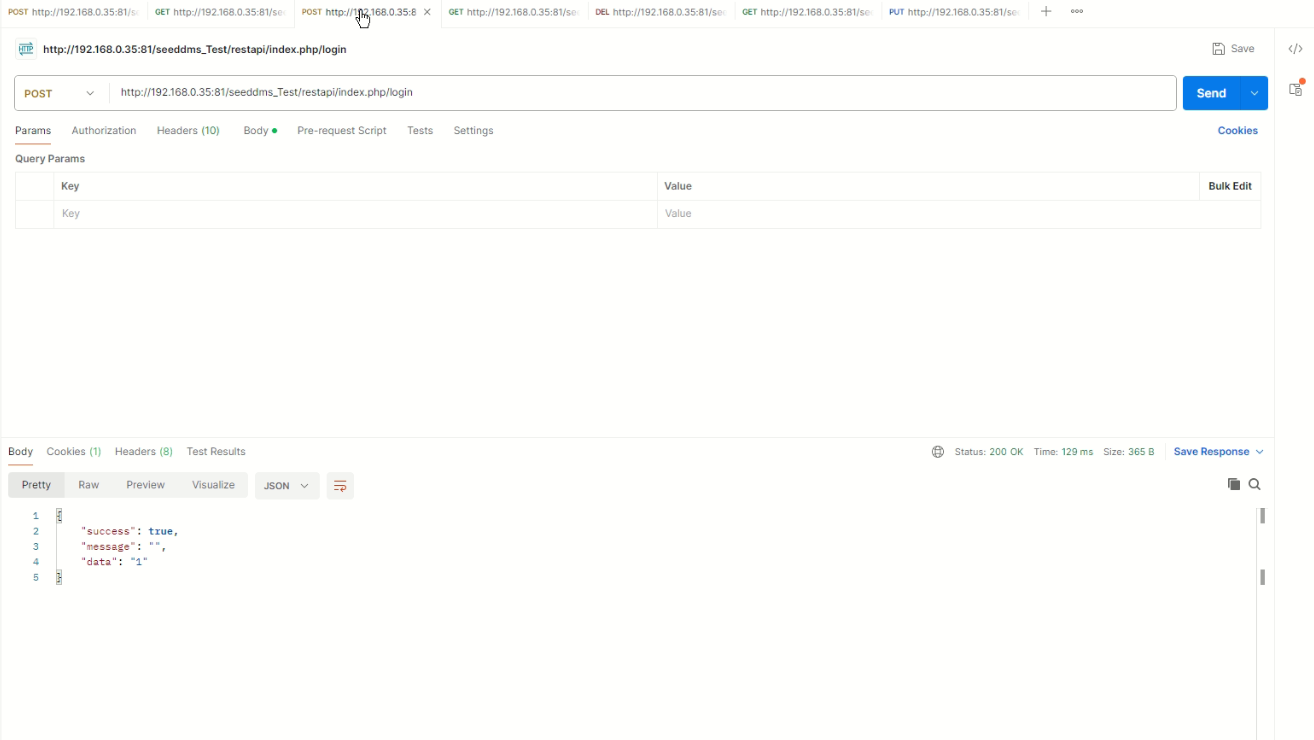 POST http://192.168.0.35:81/se GET http://192.168.0.35:81/se POST http://192.168.0.35:8 GET http://192.168.0.35:81/se DEL http://192.168.0.35:81/se GET http://192.168.0.35:81/se PUT http://192.168.0.35:81/se
HTTP http://192.168.0.35:81/seeddms_Test/restapi/index.php/login Save
POST http://192.168.0.35:81/seeddms_Test/restapi/index.php/login Send
Params Authorization Headers (10) Body Pre-request Script Tests Settings Cookies
Query Params
Key Value Bulk Edit
Key Value
Body Cookies (1) Headers (8) Test Results Status: 200 OK Time: 129 ms Size: 365 B Save Response
Pretty Raw Preview Visualize JSON
1 {
2 "success": true,
3 "message": "",
4 "data": "1"
5 }